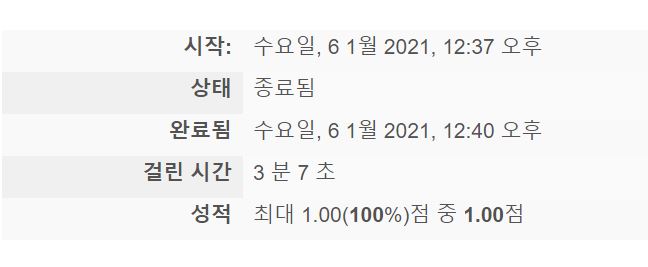 시작: 수요일, 6 1월 2021, 12:37 오후
상태 종료됨
완료됨 수요일, 6 1월 2021, 12:40 오후
걸린 시간 3 분 7 초
성적 최대 1.00(100%)점 중 1.00점